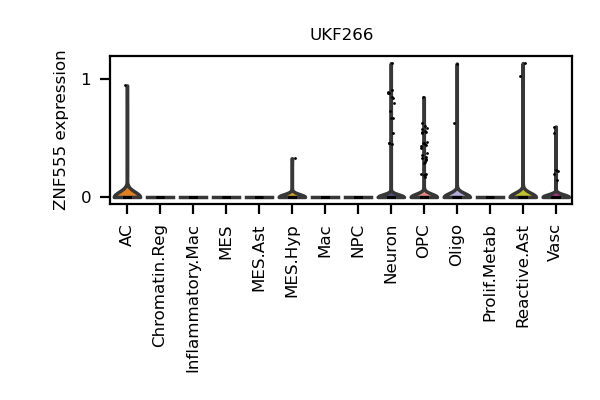 UKF266
ZNF555 expression
1
0
AC
Chromatin.Reg
Inflammatory.Mac
MES
MES.Ast
MES.Hyp
Mac
NPC
Neuron
OPC
Oligo
Prolif.Metab
Reactive.Ast
Vasc